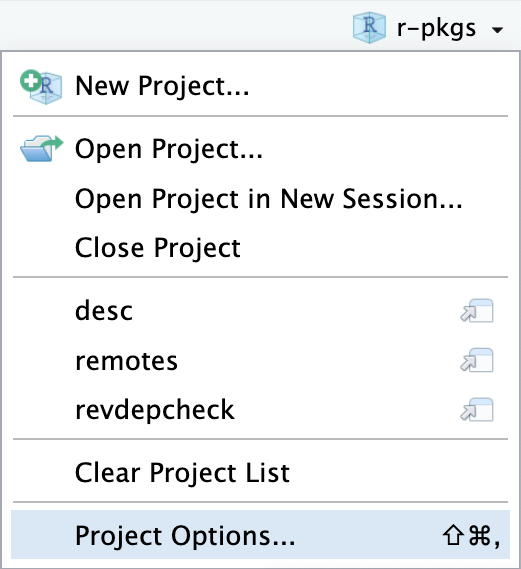 r-pkgs
New Project...
Open Project...
Open Project in New Session...
Close Project
desc
remotes
revdepcheck
Clear Project List
Project Options... ⇧⌘,